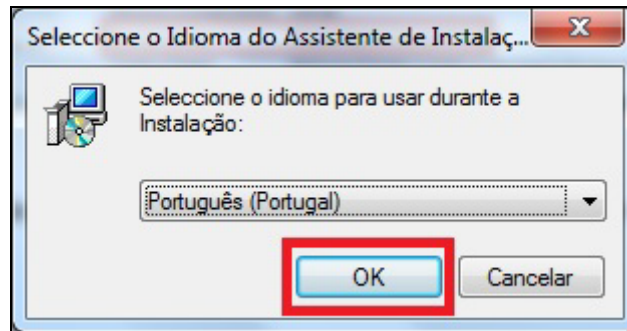 Seleccione o Idioma do Assistente de Instalaç...
Seleccione o idioma para usar durante a
Instalação:
Português (Portugal)
OK
Cancelar